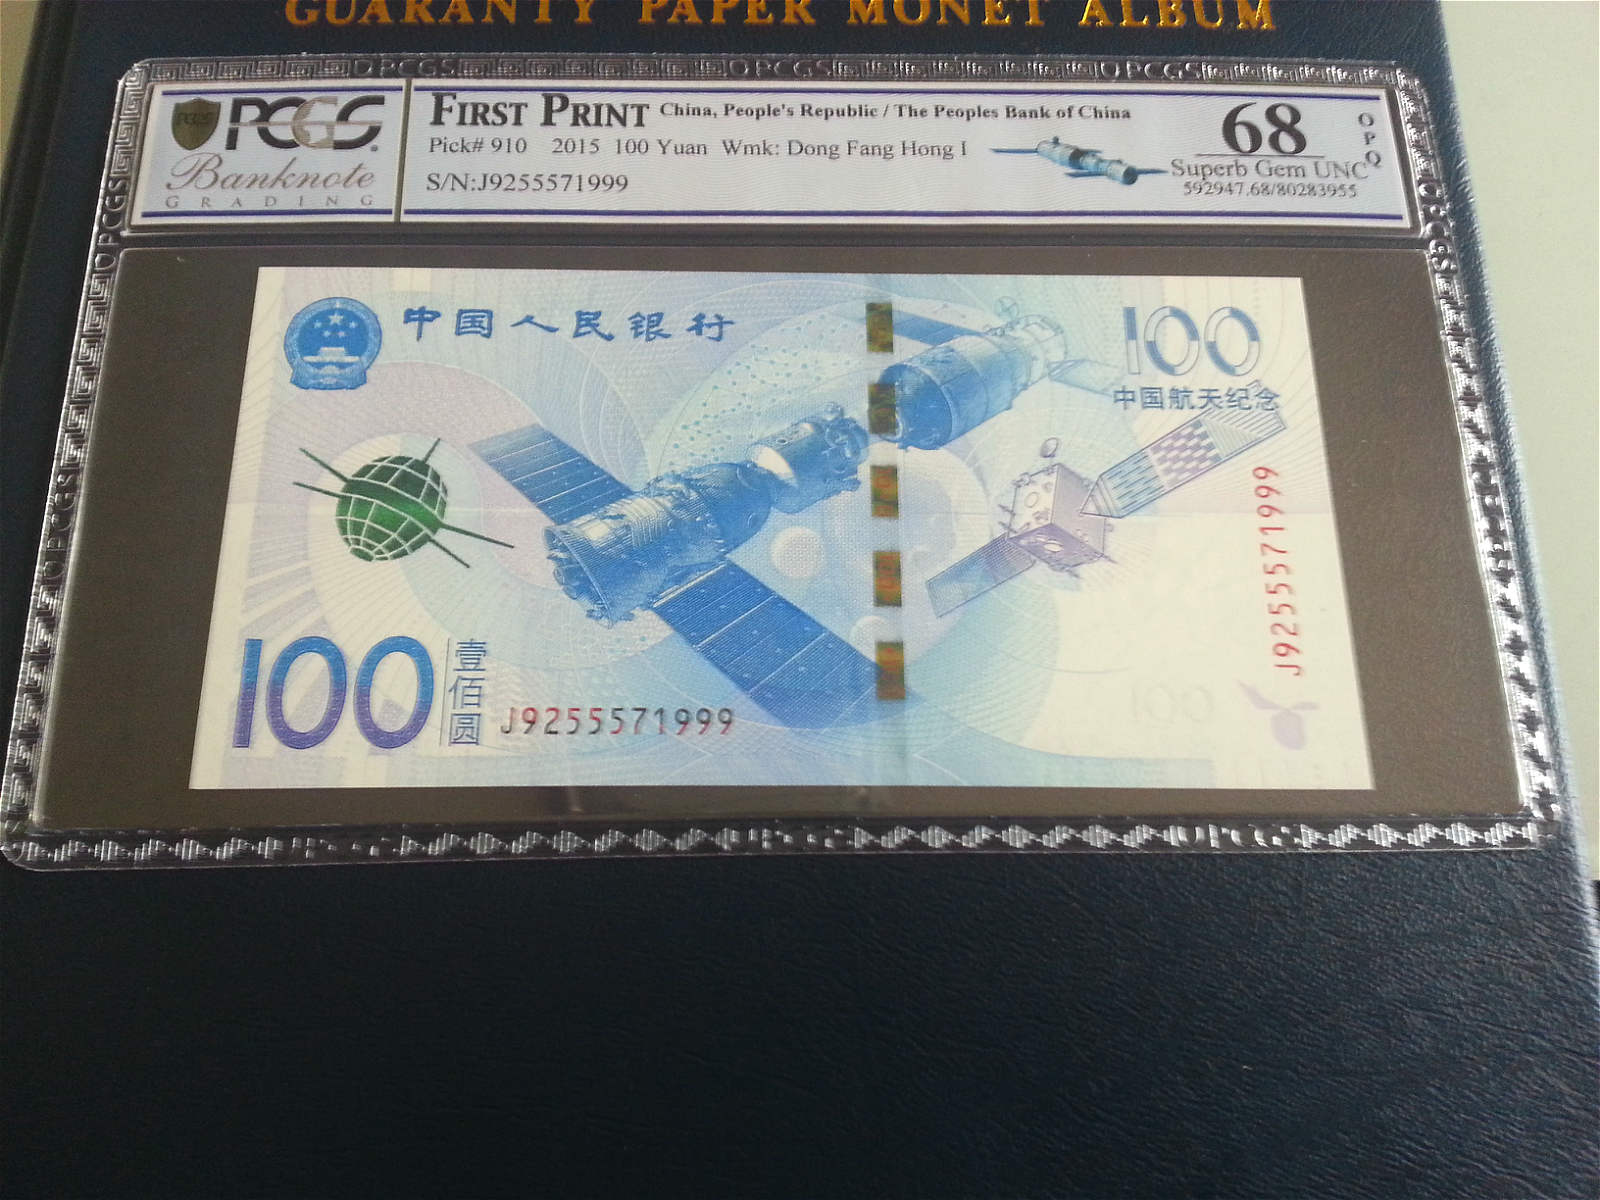 GUARANTY PAPER MONEY ALBUM
PCGS
Banknote
GRADING
FIRST PRINT China, People's Republic / The Peoples Bank of China
Pick# 910 2015 100 Yuan Wmk: Dong Fang Hong I
S/N:J9255571999
68
OPQ
Superb Gem UNC
592947.68/80283955
中国人民银行
100
中国航天纪念
J9255571999
100
壹佰圆
J9255571999